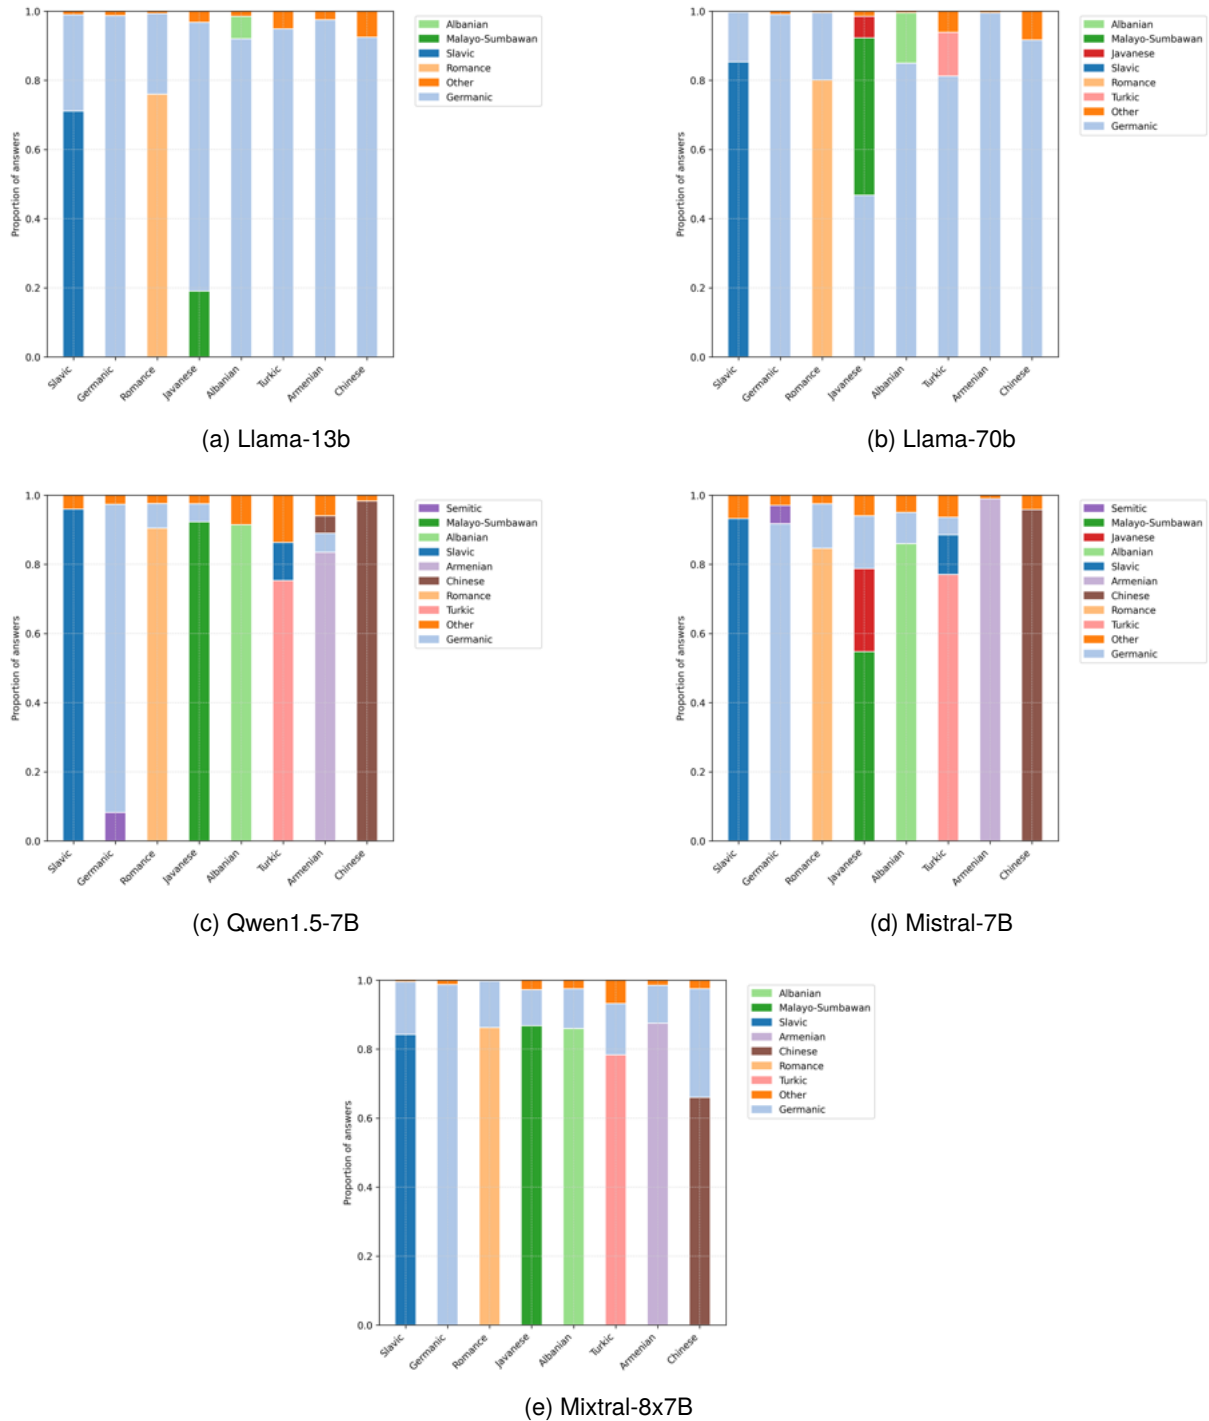 1.0
0.8
0.6
0.4
0.2
0.0
Proportion of answers
Slavic
Germanic
Romance
Javanese
Albanian
Turkic
Armenian
Chinese
Albanian
Malayo-Sumbawan
Slavic
Romance
Other
Germanic
(a) Llama-13b
1.0
0.8
0.6
0.4
0.2
0.0
Proportion of answers
Slavic
Germanic
Romance
Javanese
Albanian
Turkic
Armenian
Chinese
Albanian
Malayo-Sumbawan
Javanese
Slavic
Romance
Turkic
Other
Germanic
(b) Llama-70b
1.0
0.8
0.6
0.4
0.2
0.0
Proportion of answers
Slavic
Germanic
Romance
Javanese
Albanian
Turkic
Armenian
Chinese
Semitic
Malayo-Sumbawan
Albanian
Slavic
Armenian
Chinese
Romance
Turkic
Other
Germanic
(c) Qwen1.5-7B
1.0
0.8
0.6
0.4
0.2
0.0
Proportion of answers
Slavic
Germanic
Romance
Javanese
Albanian
Turkic
Armenian
Chinese
Semitic
Malayo-Sumbawan
Javanese
Albanian
Slavic
Armenian
Chinese
Romance
Turkic
Other
Germanic
(d) Mistral-7B
1.0
0.8
0.6
0.4
0.2
0.0
Proportion of answers
Slavic
Germanic
Romance
Javanese
Albanian
Turkic
Armenian
Chinese
Albanian
Malayo-Sumbawan
Slavic
Armenian
Chinese
Romance
Turkic
Other
Germanic
(e) Mixtral-8x7B